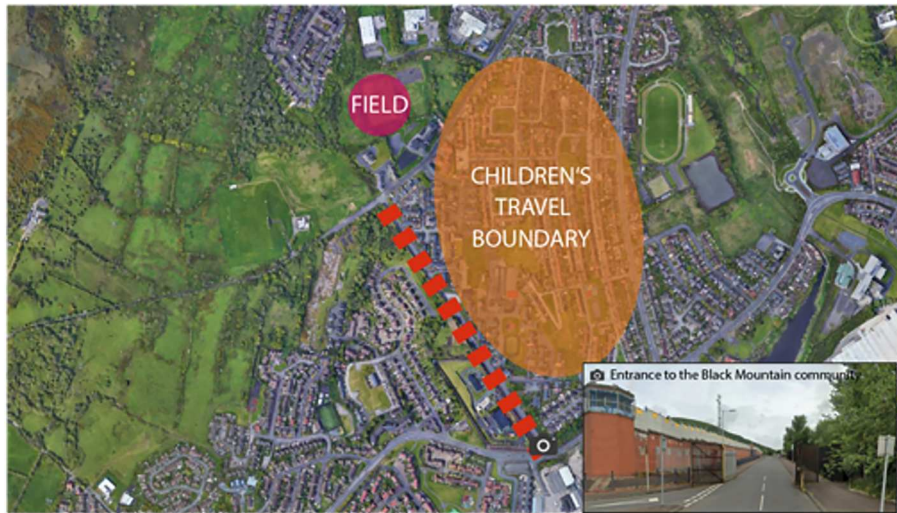 FIELD
CHILDREN'S
TRAVEL
BOUNDARY
Entrance to the Black Mountain community